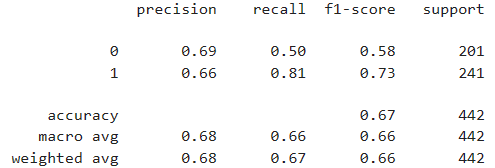 precision recall f1-score support
0 0.69 0.50 0.58 201
1 0.66 0.81 0.73 241
accuracy 0.67 442
macro avg 0.68 0.66 0.66 442
weighted avg 0.68 0.67 0.66 442